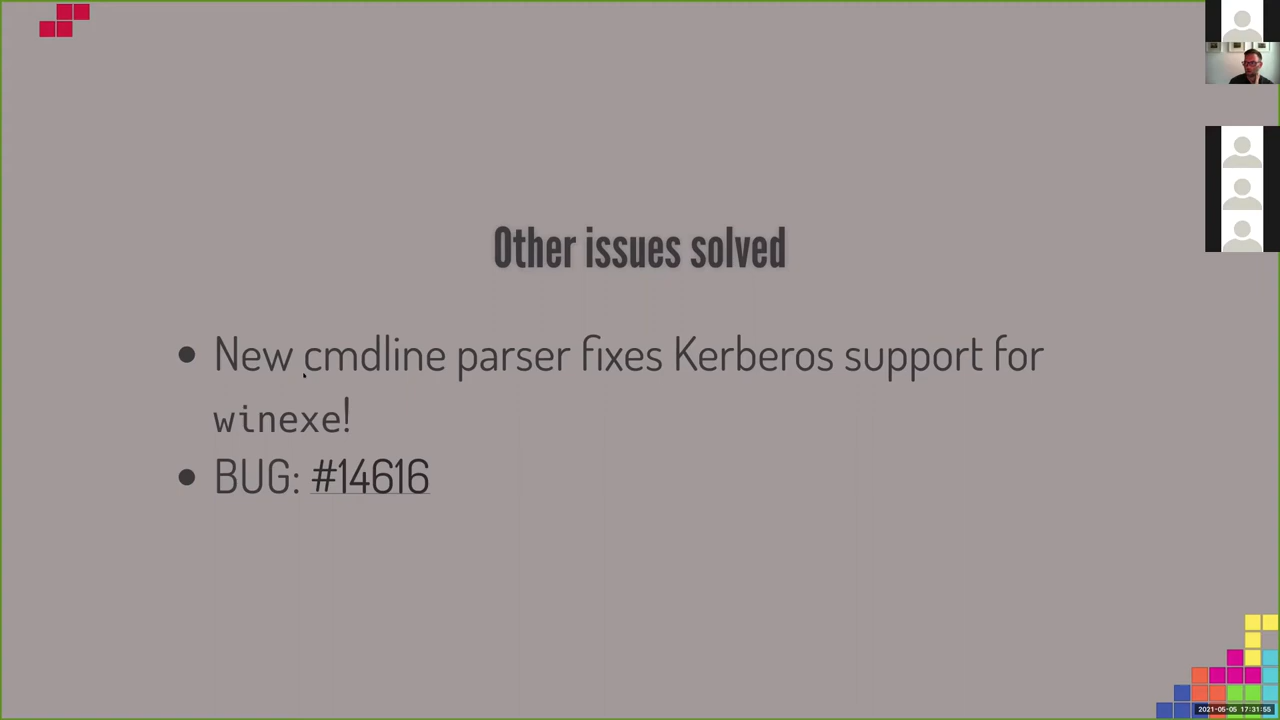 Other issues solved
• New cmdline parser fixes Kerberos support for
winexe!
• BUG: #14616
2021-05-05 17:31:55